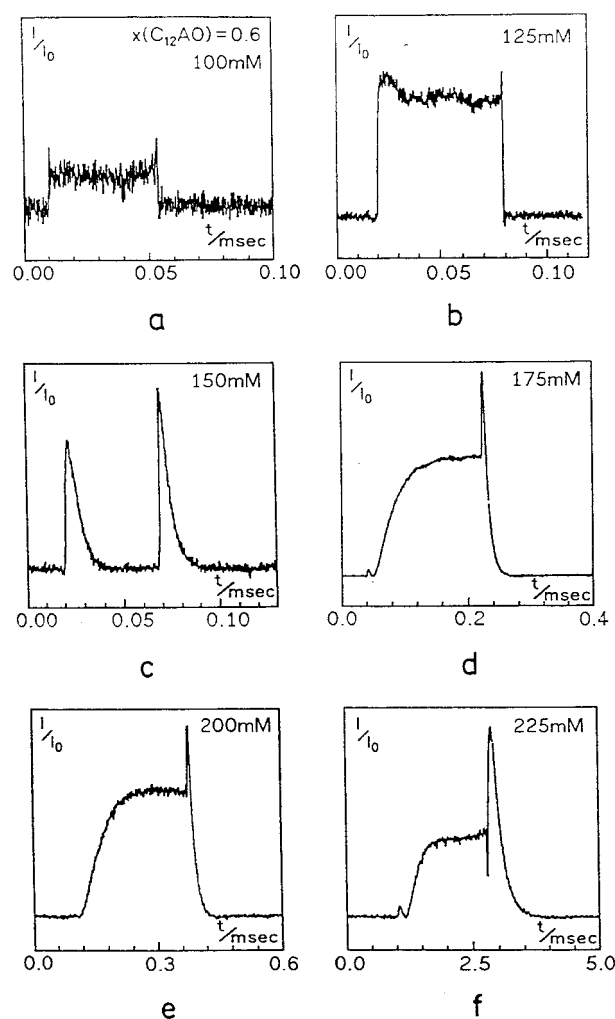 I/I₀ x(C₁₂AO)=0.6
100mM
t/msec
0.00 0.05 0.10
a
I/I₀ 125mM
t/msec
0.00 0.05 0.10
b
I/I₀ 150mM
t/msec
0.00 0.05 0.10
c
I/I₀ 175mM
t/msec
0.0 0.2 0.4
d
I/I₀ 200mM
t/msec
0.0 0.3 0.6
e
I/I₀ 225mM
t/msec
0.0 2.5 5.0
f